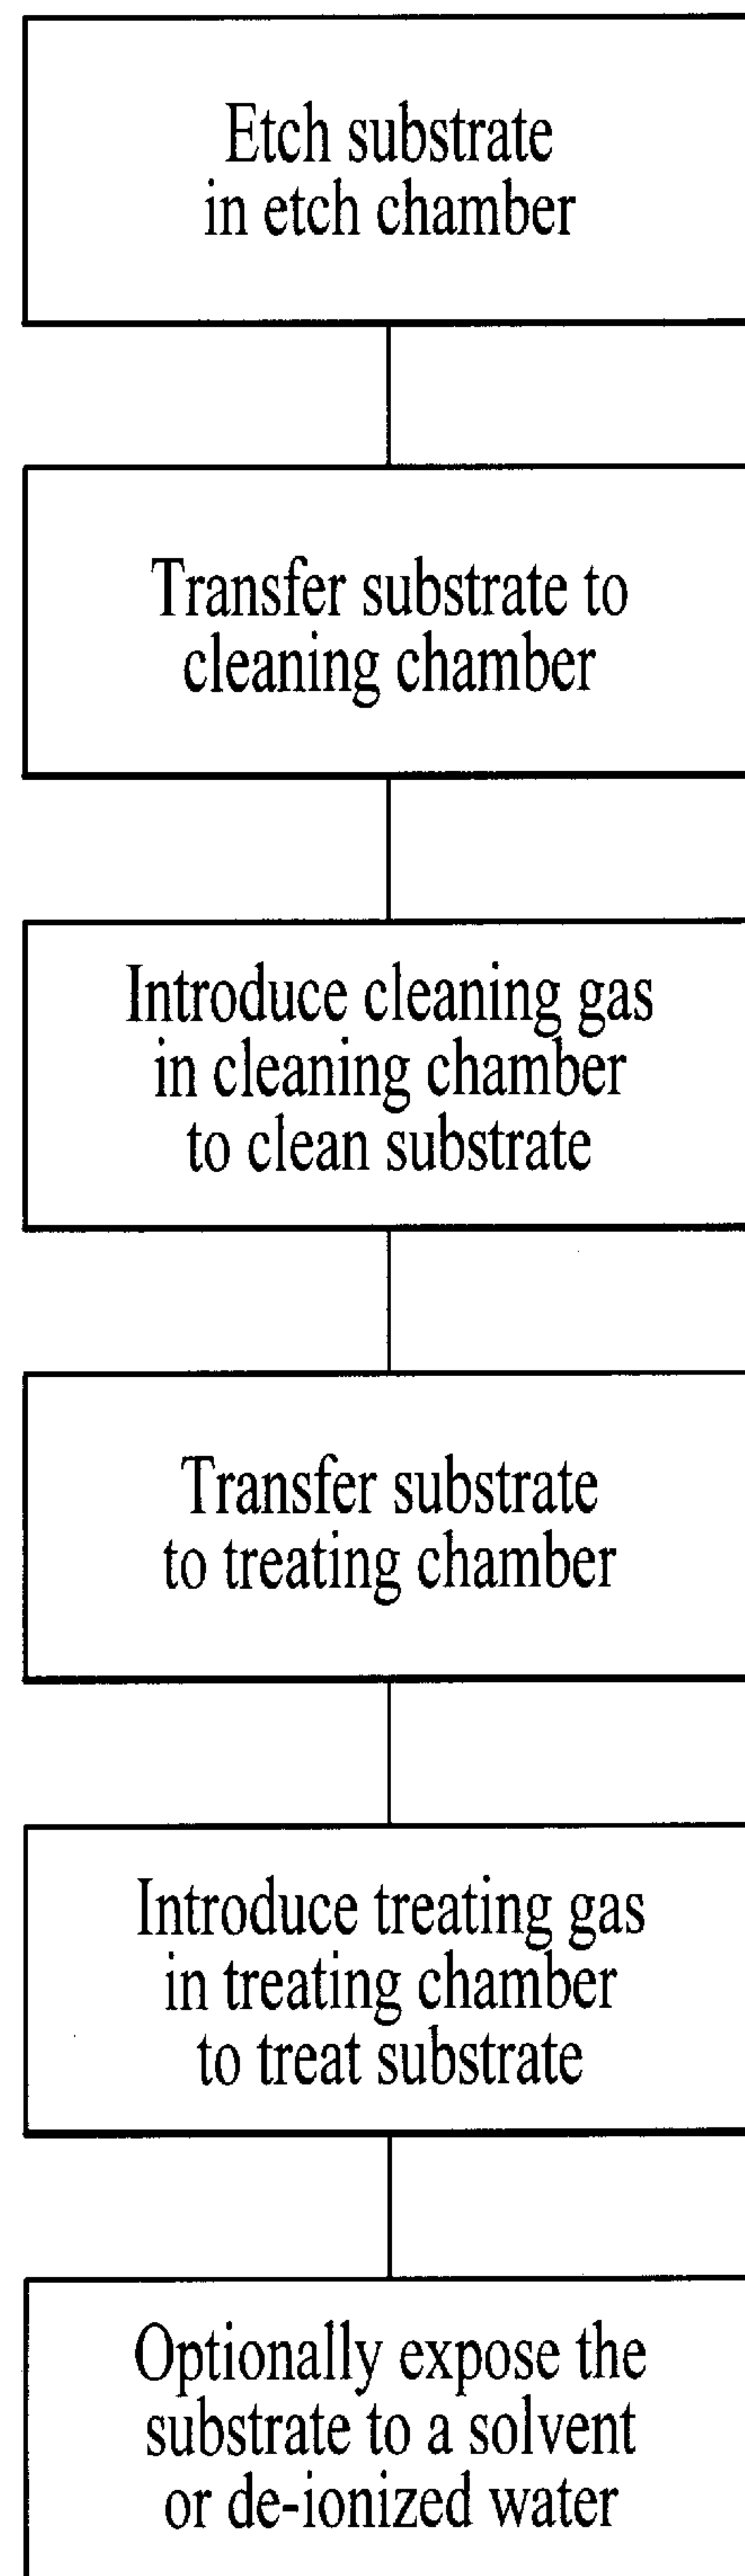 Etch substrate
in etch chamber
Transfer substrate to
cleaning chamber
Introduce cleaning gas
in cleaning chamber
to clean substrate
Transfer substrate
to treating chamber
Introduce treating gas
in treating chamber
to treat substrate
Optionally expose the
substrate to a solvent
or de-ionized water